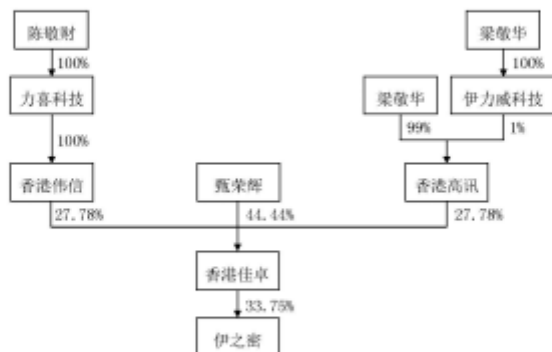 陈敬财
梁敬华
100%
100%
力喜科技
梁敬华
伊力威科技
100%
99%
1%
香港伟信
甄荣辉
香港高讯
27.78%
44.44%
27.78%
香港佳卓
33.75%
伊之密